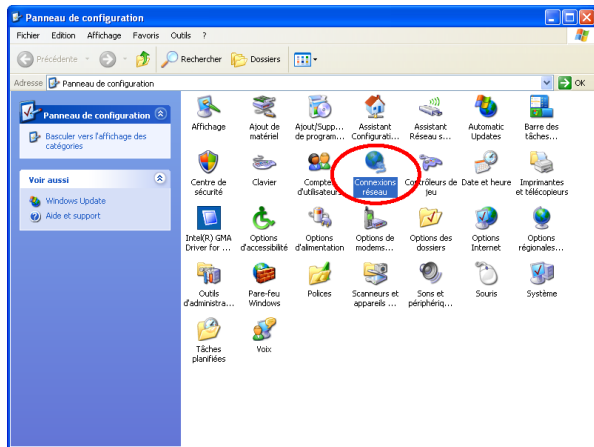 Panneau de configuration
Fichier Edition Affichage Favoris Outils ?
Précédente Rechercher Dossiers
Adresse Panneau de configuration OK
Panneau de configuration
Basculer vers l'affichage des
catégories
Voir aussi
Windows Update
Aide et support
Affichage
Ajout de
matériel
Ajout/Supp...
de program...
Assistant
Configurati...
Assistant
Réseau s...
Automatic
Updates
Barre des
tâches...
Centre de
sécurité
Clavier
Comptes
d'utilisateurs
Connexions
réseau
Contrôleurs de
jeu
Date et heure
Imprimantes
et télécopieurs
Intel(R) GMA
Driver for ...
Options
d'accessibilité
Options
d'alimentation
Options de
modems...
Options des
dossiers
Options
Internet
Options
régionales...
Outils
d'administra...
Pare-feu
Windows
Polices
Scanneurs et
appareils ...
Sons et
périphériq...
Souris
Système
Tâches
planifiées
Voix